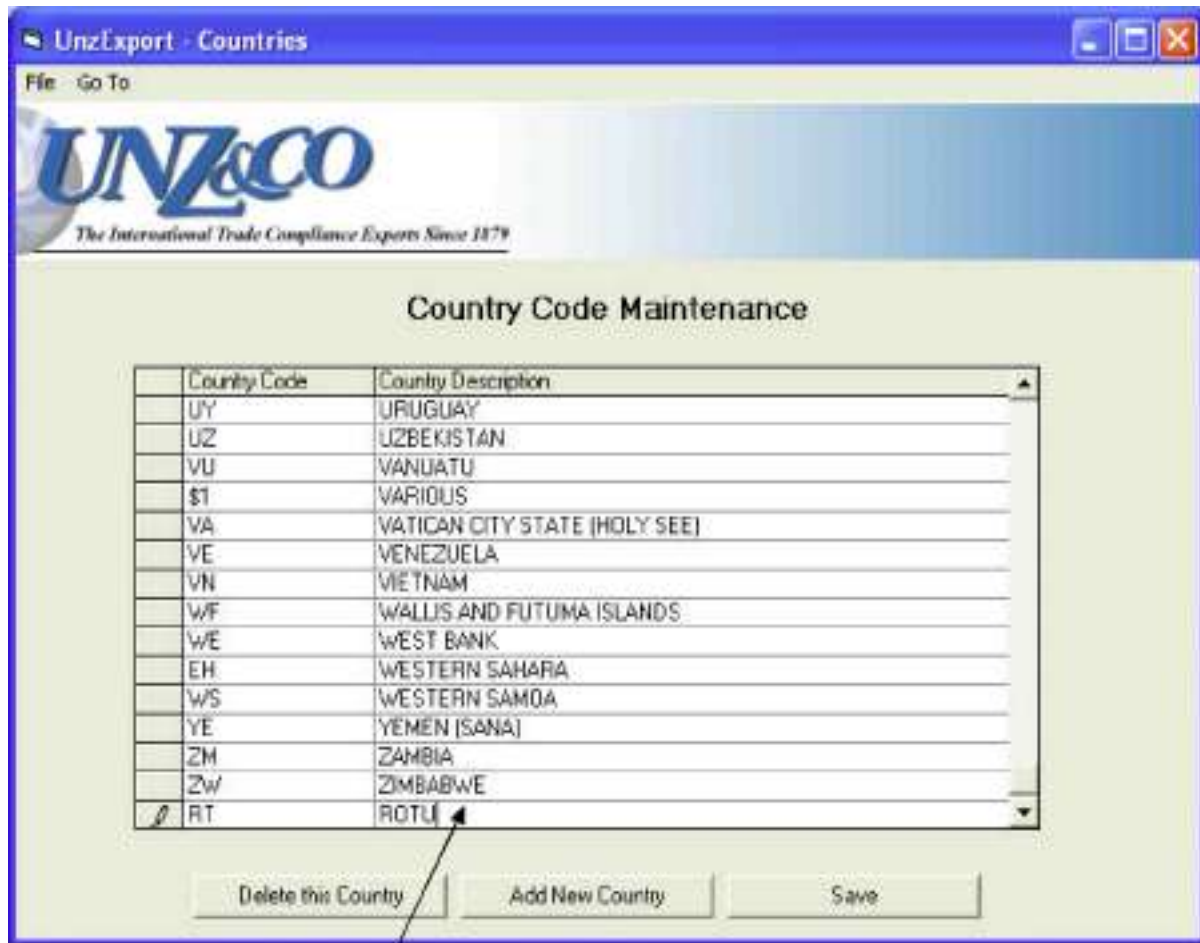 UnzExport - Countries
File Go To
UNZ&CO
The International Trade Compliance Experts Since 1879
Country Code Maintenance
Country Code Country Description
UY URUGUAY
UZ UZBEKISTAN
VU VANUATU
$1 VARIOUS
VA VATICAN CITY STATE (HOLY SEE)
VE VENEZUELA
VN VIETNAM
WF WALLIS AND FUTUMA ISLANDS
WE WEST BANK
EH WESTERN SAHARA
WS WESTERN SAMOA
YE YEMEN (SANA)
ZM ZAMBIA
ZW ZIMBABWE
RT ROTU
Delete this Country Add New Country Save